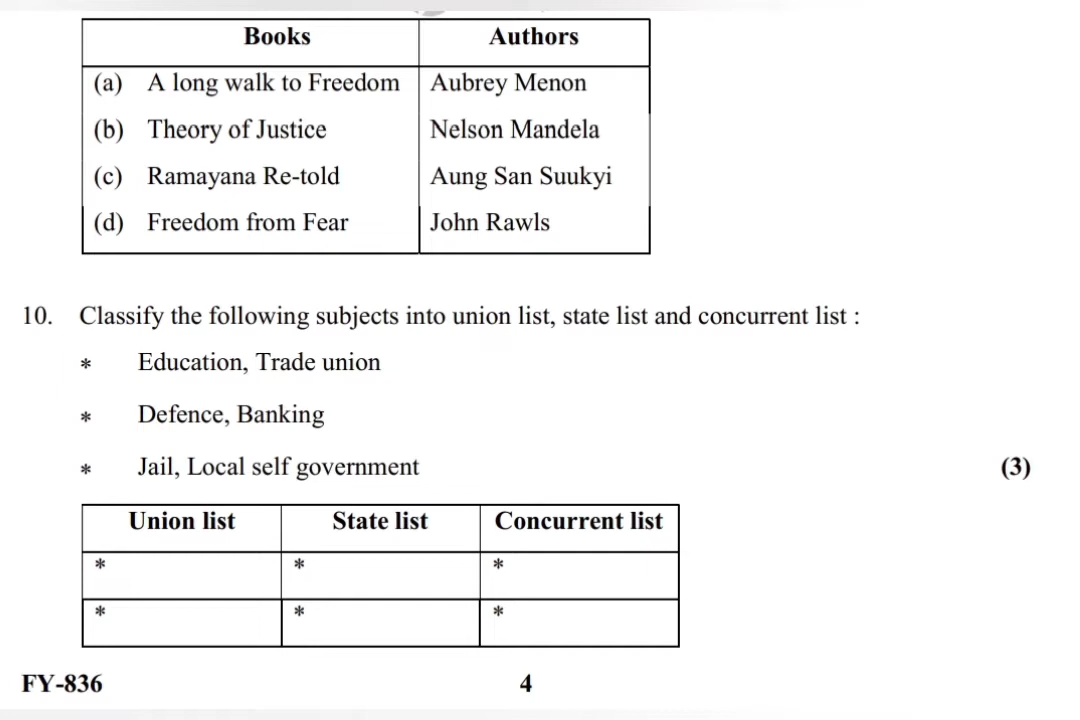 Books Authors
(a) A long walk to Freedom Aubrey Menon
(b) Theory of Justice Nelson Mandela
(c) Ramayana Re-told Aung San Suukyi
(d) Freedom from Fear John Rawls
10. Classify the following subjects into union list, state list and concurrent list :
* Education, Trade union
* Defence, Banking
* Jail, Local self government (3)
Union list State list Concurrent list
* * *
* * *
FY-836 4